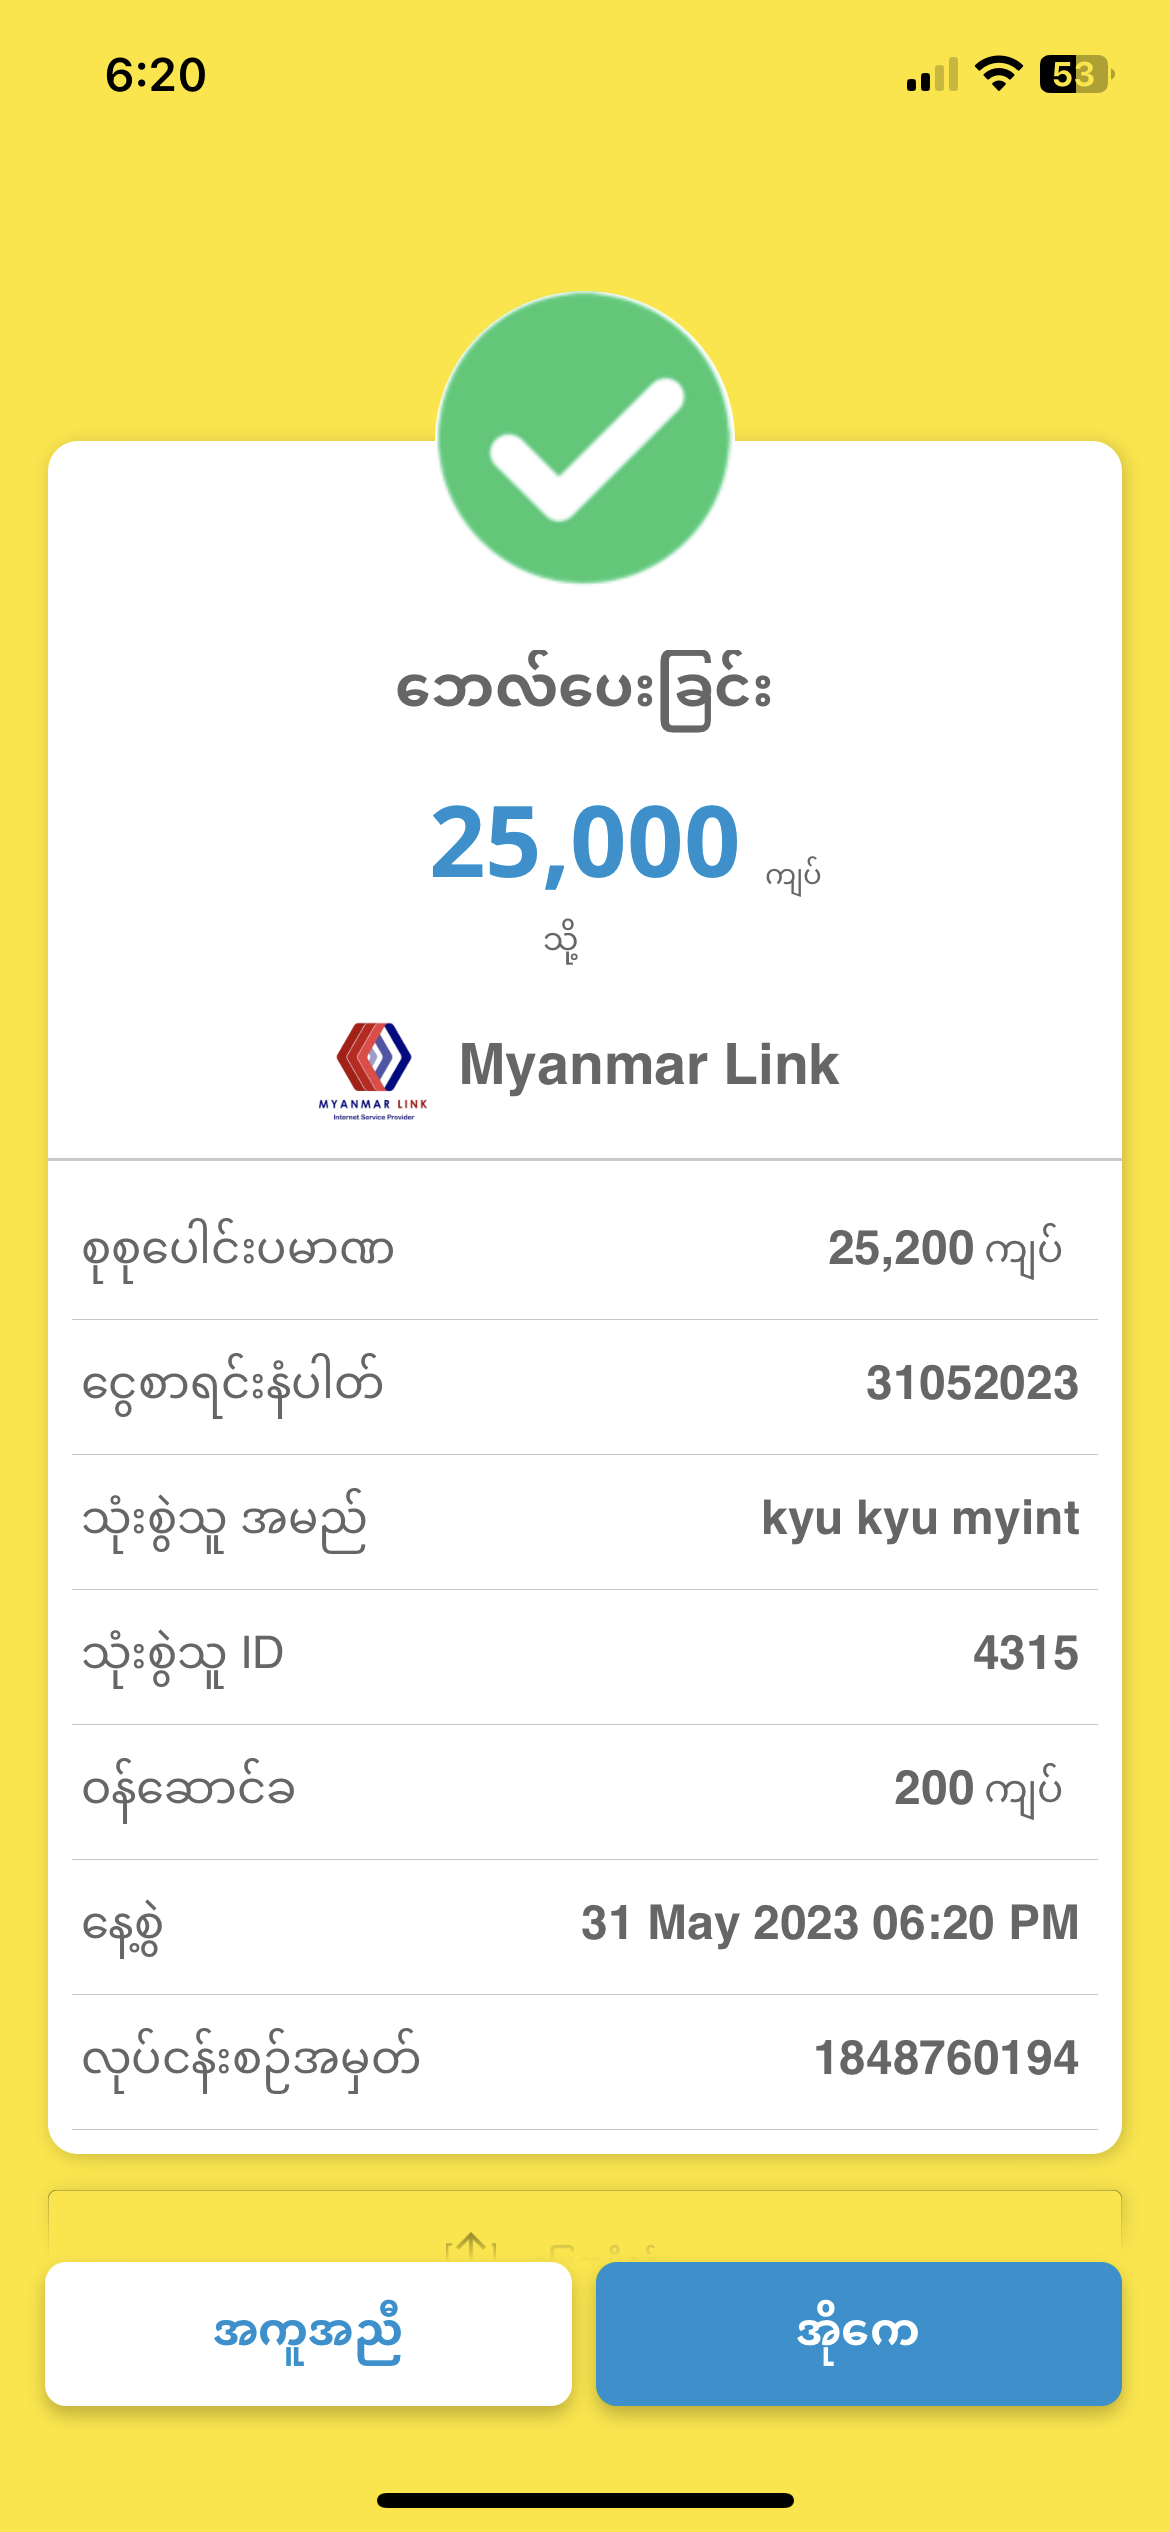 6:20
53
ဘေလ်ပေးခြင်း
25,000 ကျပ်
သို့
MYANMAR LINK
Internet Service Provider
Myanmar Link
စုစုပေါင်းပမာဏ 25,200 ကျပ်
ငွေစာရင်းနံပါတ် 31052023
သုံးစွဲသူ အမည် kyu kyu myint
သုံးစွဲသူ ID 4315
ဝန်ဆောင်ခ 200 ကျပ်
နေ့စွဲ 31 May 2023 06:20 PM
လုပ်ငန်းစဉ်အမှတ် 1848760194
အကူအညီ
အိုကေ